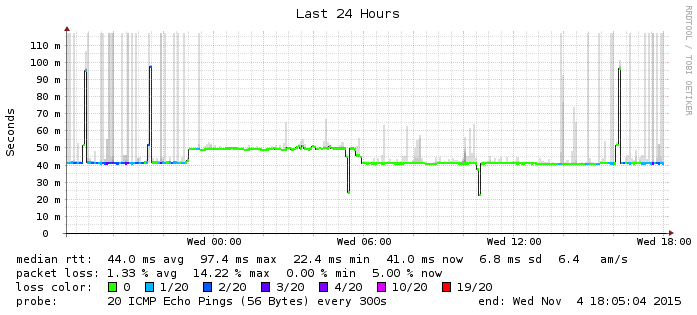 Last 24 Hours
RRDTOOL / TOBI OETIKER
Seconds
110 m
100 m
90 m
80 m
70 m
60 m
50 m
40 m
30 m
20 m
10 m
0
Wed 00:00 Wed 06:00 Wed 12:00 Wed 18:00
median rtt: 44.0 ms avg 97.4 ms max 22.4 ms min 41.0 ms now 6.8 ms sd 6.4 am/s
packet loss: 1.33 % avg 14.22 % max 0.00 % min 5.00 % now
loss color: 0 1/20 2/20 3/20 4/20 10/20 19/20
probe: 20 ICMP Echo Pings (56 Bytes) every 300s end: Wed Nov 4 18:05:04 2015